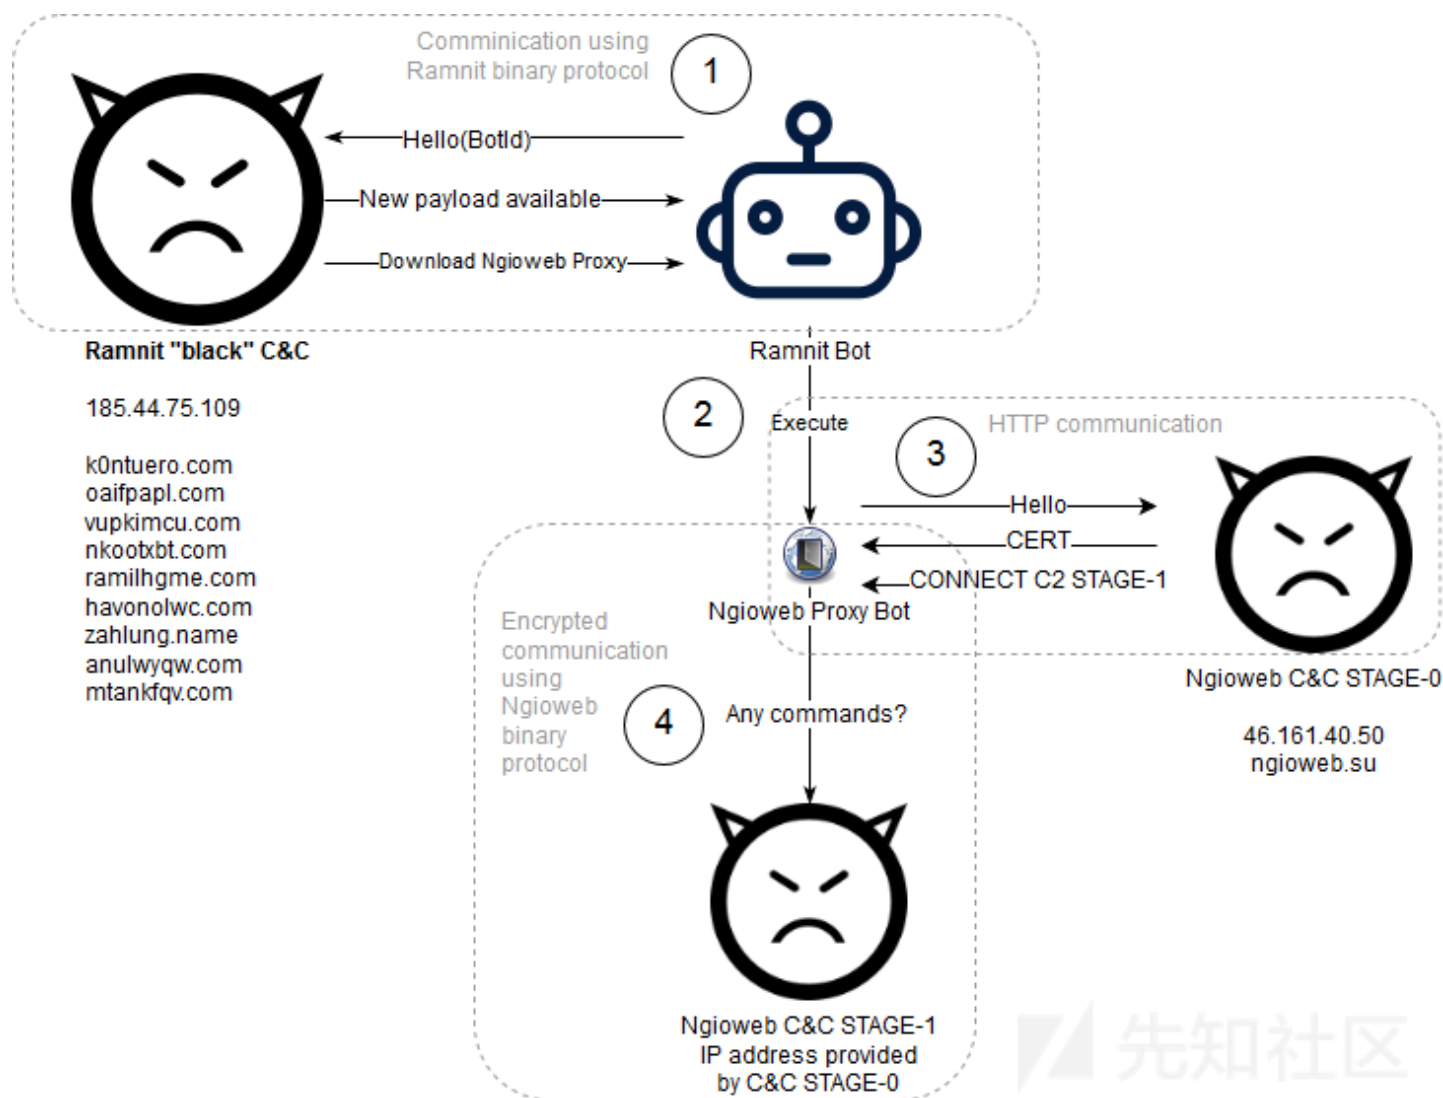 Comminication using
Ramnit binary protocol
1
Hello(BotId)
New payload available
Download Ngioweb Proxy
Ramnit "black" C&C
185.44.75.109
k0ntuero.com
oaifpapl.com
vupkimcu.com
nkootxbt.com
ramilhgme.com
havonolwc.com
zahlung.name
anulwyqw.com
mtankfqv.com
Ramnit Bot
2
Execute
3
HTTP communication
Hello
CERT
CONNECT C2 STAGE-1
Ngioweb Proxy Bot
Ngioweb C&C STAGE-0
46.161.40.50
ngioweb.su
Encrypted
communication
using
Ngioweb
binary
protocol
4
Any commands?
Ngioweb C&C STAGE-1
IP address provided
by C&C STAGE-0
先知社区